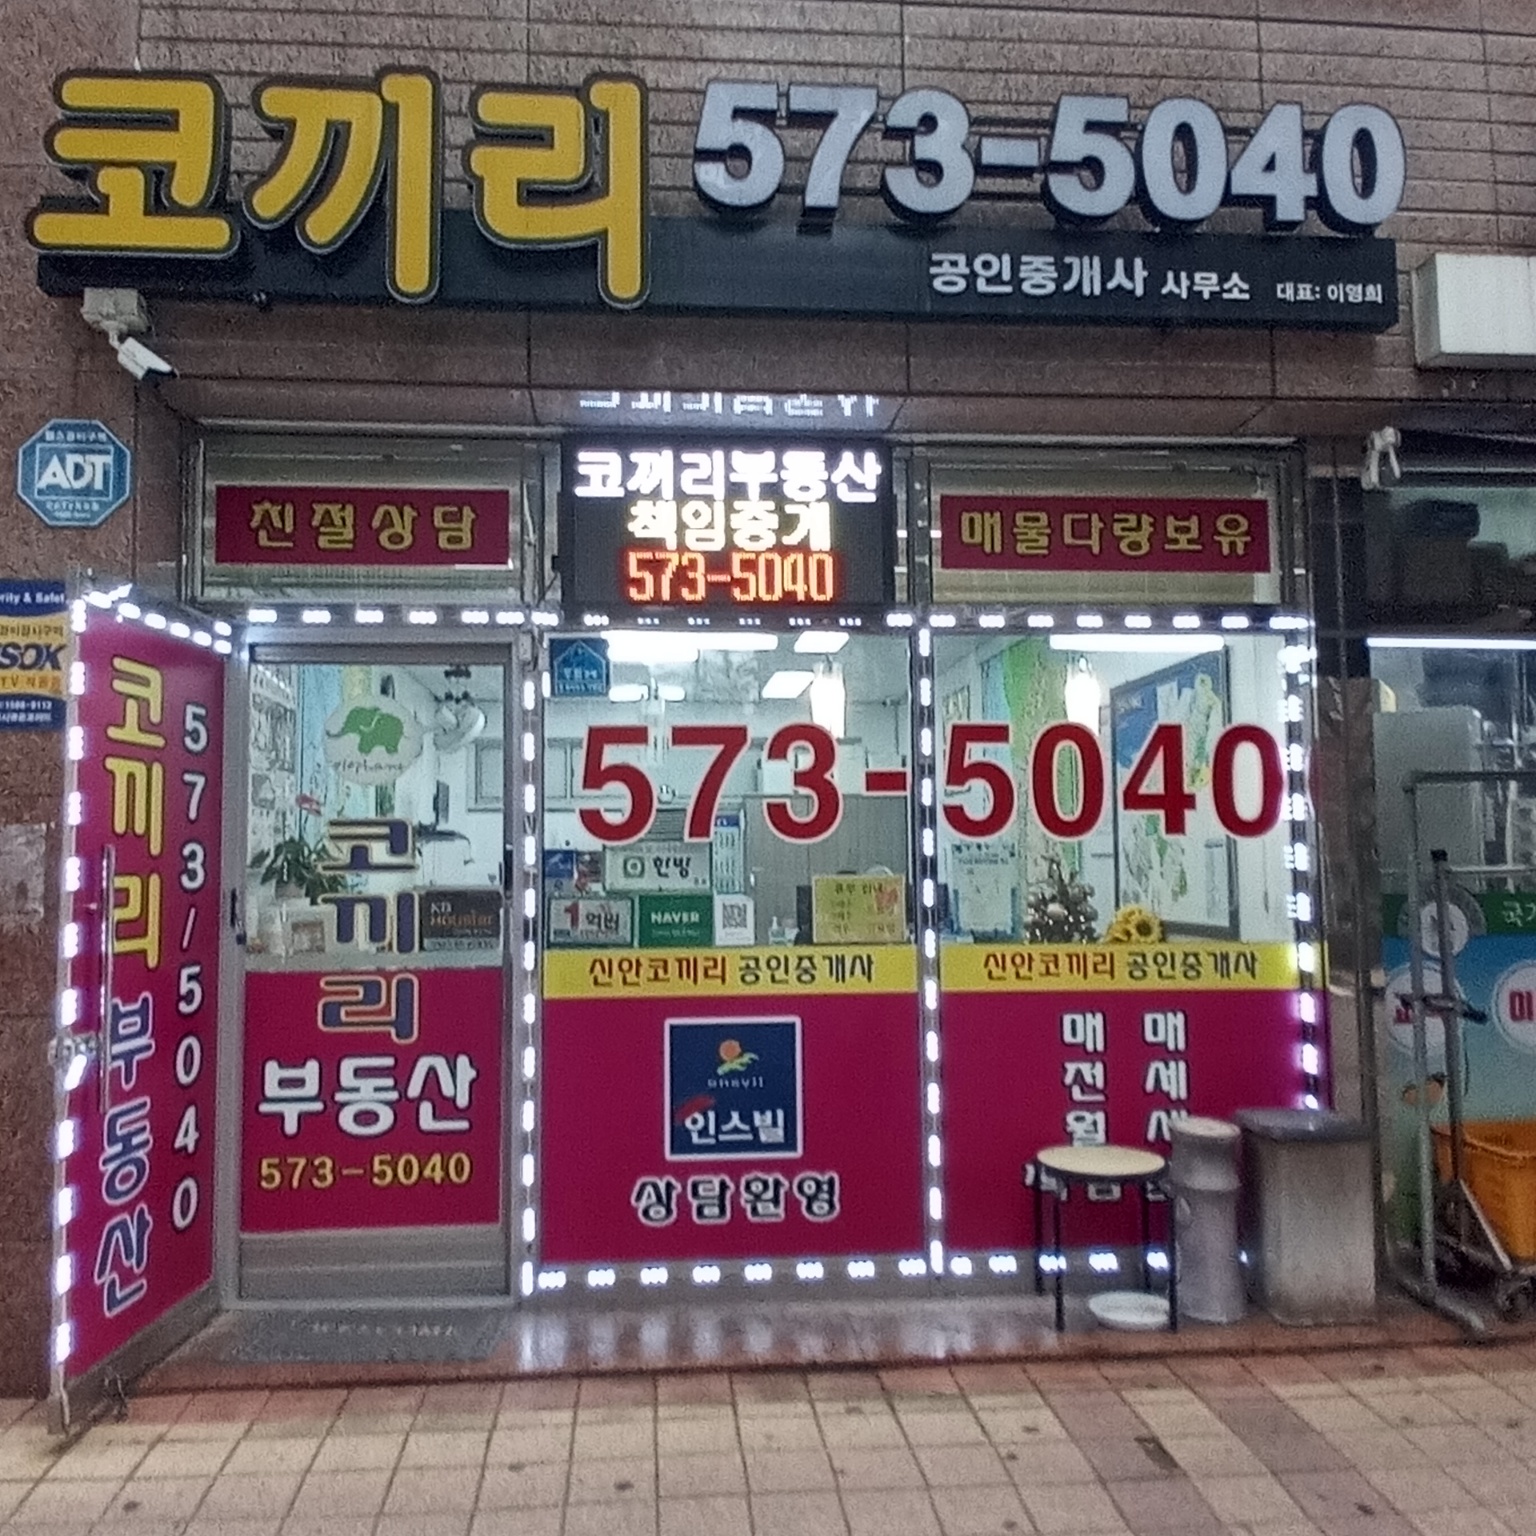 코끼리 573-5040
공인중개사 사무소 대표: 이영희
ADT
친절상담
코끼리부동산
책임중개
573-5040
매물다량보유
SOK
코끼리부동산
573/5040
573-5040
코끼리
부동산
573-5040
한방
1억원
NAVER
신안코끼리 공인중개사
신안코끼리 공인중개사
인스빌
상담환영
매 매
전 세
월